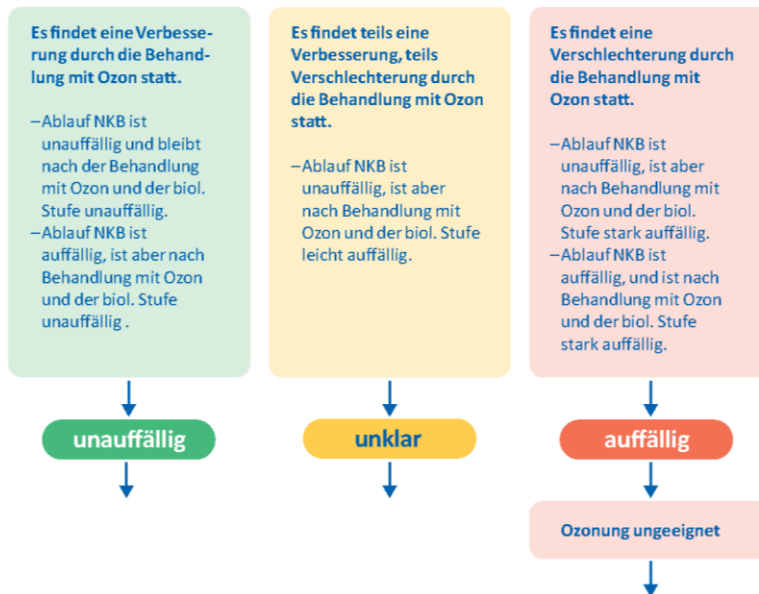 Es findet eine Verbesse-
rung durch die Behand-
lung mit Ozon statt.
–Ablauf NKB ist
unauffällig und bleibt
nach der Behandlung
mit Ozon und der biol.
Stufe unauffällig.
–Ablauf NKB ist
auffällig, ist aber nach
Behandlung mit Ozon
und der biol. Stufe
unauffällig .
unauffällig
Es findet teils eine
Verbesserung, teils
Verschlechterung durch
die Behandlung mit Ozon
statt.
–Ablauf NKB ist
unauffällig, ist aber
nach Behandlung mit
Ozon und der biol. Stufe
leicht auffällig.
unklar
Es findet eine
Verschlechterung durch
die Behandlung mit
Ozon statt.
–Ablauf NKB ist
unauffällig, ist aber
nach Behandlung mit
Ozon und der biol.
Stufe stark auffällig.
–Ablauf NKB ist
auffällig, und ist nach
Behandlung mit Ozon
und der biol. Stufe
stark auffällig.
auffällig
Ozonung ungeeignet